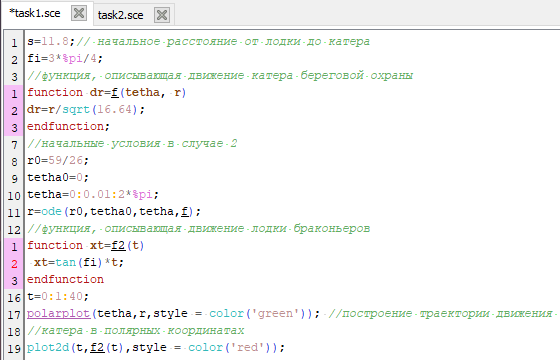 *task1.sce task2.sce
1 s=11.8;// начальное расстояние от лодки до катера
2 fi=3*%pi/4;
3 //функция, описывающая движение катера береговой охраны
1 function dr=f(tetha, r)
2 dr=r/sqrt(16.64);
3 endfunction;
7 //начальные условия в случае 2
8 r0=59/26;
9 tetha0=0;
10 tetha=0:0.01:2*%pi;
11 r=ode(r0,tetha0,tetha,f);
12 //функция, описывающая движение лодки браконьеров
1 function xt=f2(t)
2 xt=tan(fi)*t;
3 endfunction
16 t=0:1:40;
17 polarplot(tetha,r,style = color('green')); //построение траектории движения
18 //катера в полярных координатах
19 plot2d(t,f2(t),style = color('red'));